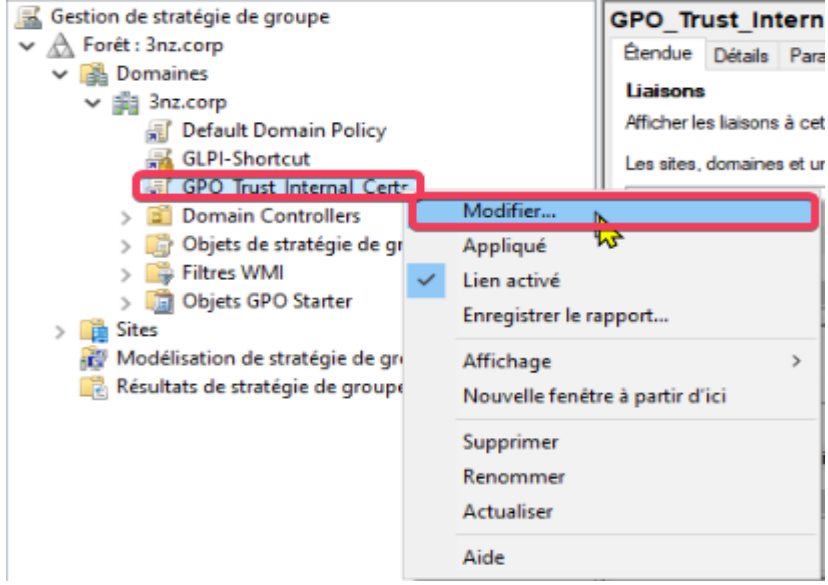 Gestion de stratégie de groupe
Forêt : 3nz.corp
Domaines
3nz.corp
Default Domain Policy
GLPI-Shortcut
GPO_Trust_Internal_Certs
Domain Controllers
Objets de stratégie de gr
Filtres WMI
Objets GPO Starter
Sites
Modélisation de stratégie de gr
Résultats de stratégie de groupe
GPO_Trust_Intern
Étendue Détails Para
Liaisons
Afficher les liaisons à cet
Les sites, domaines et un
Modifier...
Appliqué
Lien activé
Enregistrer le rapport...
Affichage
Nouvelle fenêtre à partir d'ici
Supprimer
Renommer
Actualiser
Aide